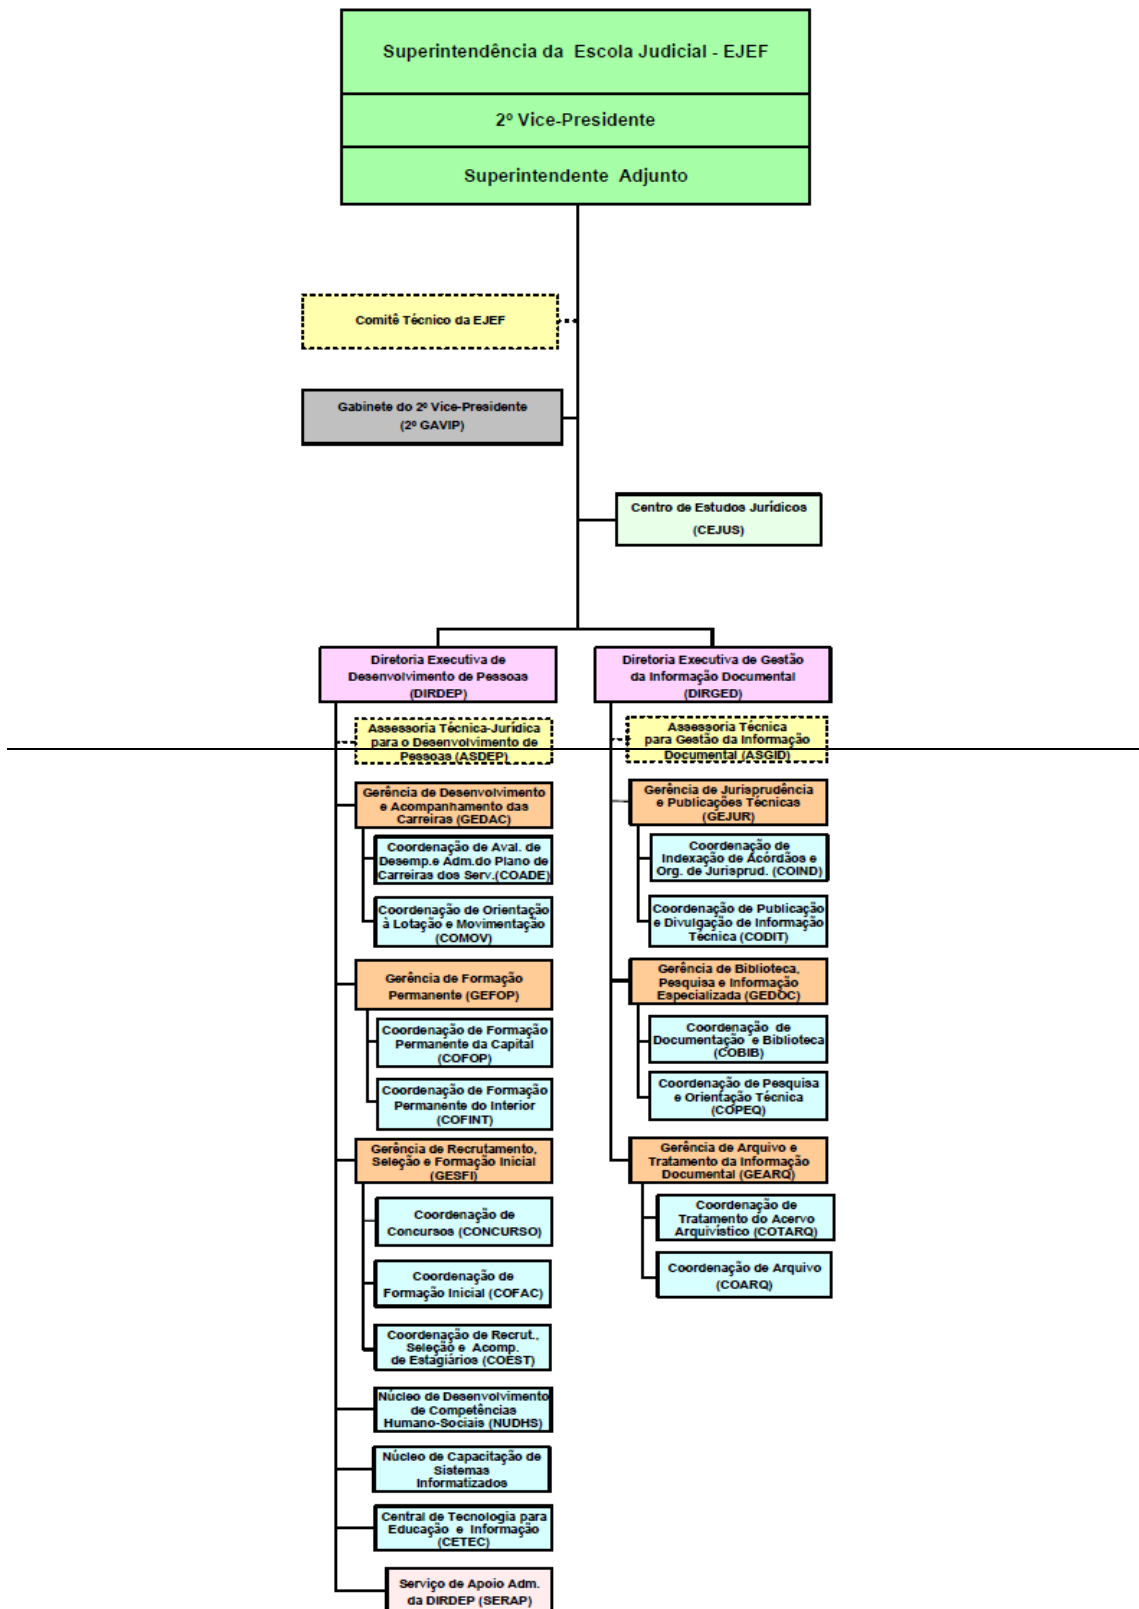 Superintendência da Escola Judicial - EJEF
2º Vice-Presidente
Superintendente Adjunto
Comitê Técnico da EJEF
Gabinete do 2º Vice-Presidente
(2º GAVIP)
Centro de Estudos Jurídicos
(CEJUS)
Diretoria Executiva de
Desenvolvimento de Pessoas
(DIRDEP)
Assessoria Técnica-Jurídica
para o Desenvolvimento de
Pessoas (ASDEP)
Gerência de Desenvolvimento
e Acompanhamento das
Carreiras (GEDAC)
Coordenação de Aval. de
Desemp.e Adm.do Plano de
Carreiras dos Serv.(COADE)
Coordenação de Orientação
à Lotação e Movimentação
(COMOV)
Gerência de Formação
Permanente (GEFOP)
Coordenação de Formação
Permanente da Capital
(COFOP)
Coordenação de Formação
Permanente do Interior
(COFINT)
Gerência de Recrutamento,
Seleção e Formação Inicial
(GESFI)
Coordenação de
Concursos (CONCURSO)
Coordenação de
Formação Inicial (COFAC)
Coordenação de Recrut.,
Seleção e Acomp.
de Estagiários (COEST)
Núcleo de Desenvolvimento
de Competências
Humano-Sociais (NUDHS)
Núcleo de Capacitação de
Sistemas
Informatizados
Central de Tecnologia para
Educação e Informação
(CETEC)
Serviço de Apoio Adm.
da DIRDEP (SERAP)
Diretoria Executiva de Gestão
da Informação Documental
(DIRGED)
Assessoria Técnica
para Gestão da Informação
Documental (ASGID)
Gerência de Jurisprudência
e Publicações Técnicas
(GEJUR)
Coordenação de
Indexação de Acórdãos e
Org. de Jurisprud. (COIND)
Coordenação de Publicação
e Divulgação de Informação
Técnica (CODIT)
Gerência de Biblioteca,
Pesquisa e Informação
Especializada (GEDOC)
Coordenação de
Documentação e Biblioteca
(COBIB)
Coordenação de Pesquisa
e Orientação Técnica
(COPEQ)
Gerência de Arquivo e
Tratamento da Informação
Documental (GEARQ)
Coordenação de
Tratamento do Acervo
Arquivístico (COTARQ)
Coordenação de Arquivo
(COARQ)